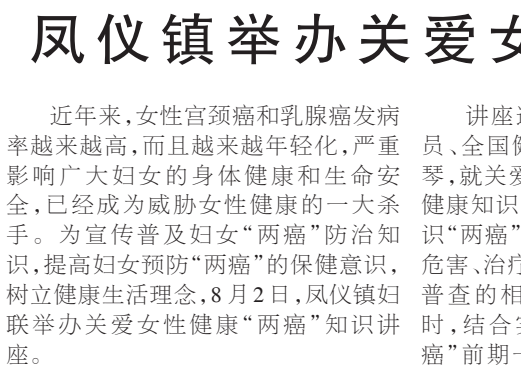 凤仪镇举办关爱女
近年来,女性宫颈癌和乳腺癌发病
率越来越高,而且越来越年轻化,严重
影响广大妇女的身体健康和生命安
全,已经成为威胁女性健康的一大杀
手。为宣传普及妇女“两癌”防治知
识,提高妇女预防“两癌”的保健意识,
树立健康生活理念,8月2日,凤仪镇妇
联举办关爱女性健康“两癌”知识讲
座。
讲座
员、全国健
琴,就关爱
健康知识
识“两癌”
危害、治疗
普查的相
时,结合实
癌”前期一